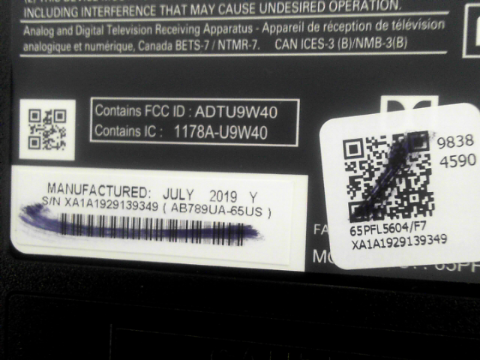 INCLUDING INTERFERENCE THAT MAY CAUSE UNDESIRED OPERATION.
Analog and Digital Television Receiving Apparatus - Appareil de réception de télévision
analogique et numérique, Canada BETS-7 / NTMR-7. CAN ICES-3 (B)/NMB-3(B)
Contains FCC ID : ADTU9W40
Contains IC : 1178A-U9W40
9838
4590
MANUFACTURED: JULY 2019 Y
S/N XA1A1929139349 ( AB789UA-65US )
65PFL5604/F7
XA1A1929139349